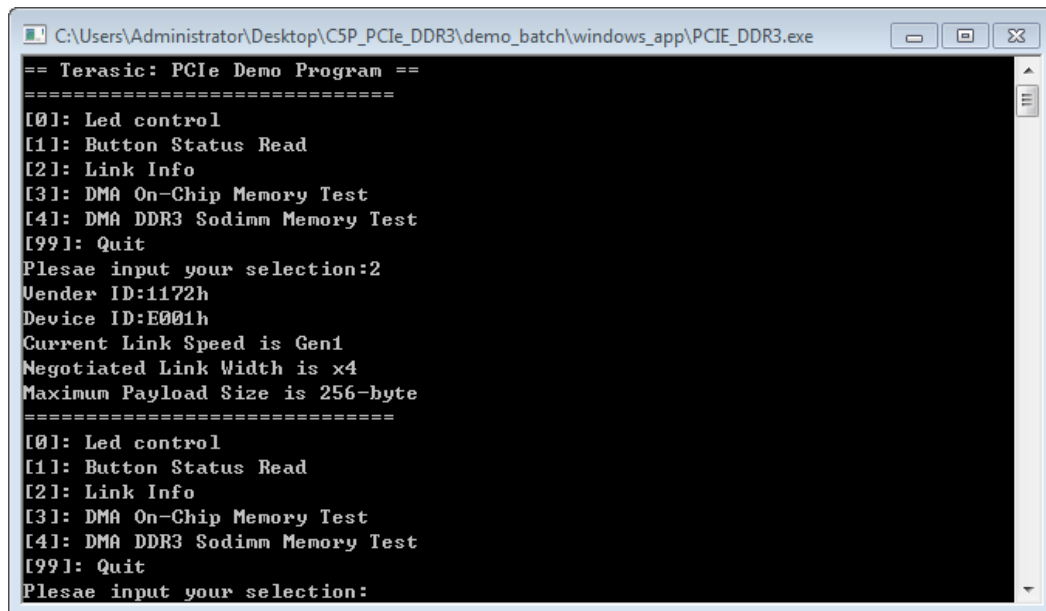 C:\Users\Administrator\Desktop\C5P_PCIe_DDR3\demo_batch\windows_app\PCIE_DDR3.exe
== Terasic: PCIe Demo Program ==
==============================
[0]: Led control
[1]: Button Status Read
[2]: Link Info
[3]: DMA On-Chip Memory Test
[4]: DMA DDR3 Sodimm Memory Test
[99]: Quit
Plesae input your selection:2
Vender ID:1172h
Device ID:E001h
Current Link Speed is Gen1
Negotiated Link Width is x4
Maximum Payload Size is 256-byte
==============================
[0]: Led control
[1]: Button Status Read
[2]: Link Info
[3]: DMA On-Chip Memory Test
[4]: DMA DDR3 Sodimm Memory Test
[99]: Quit
Plesae input your selection: